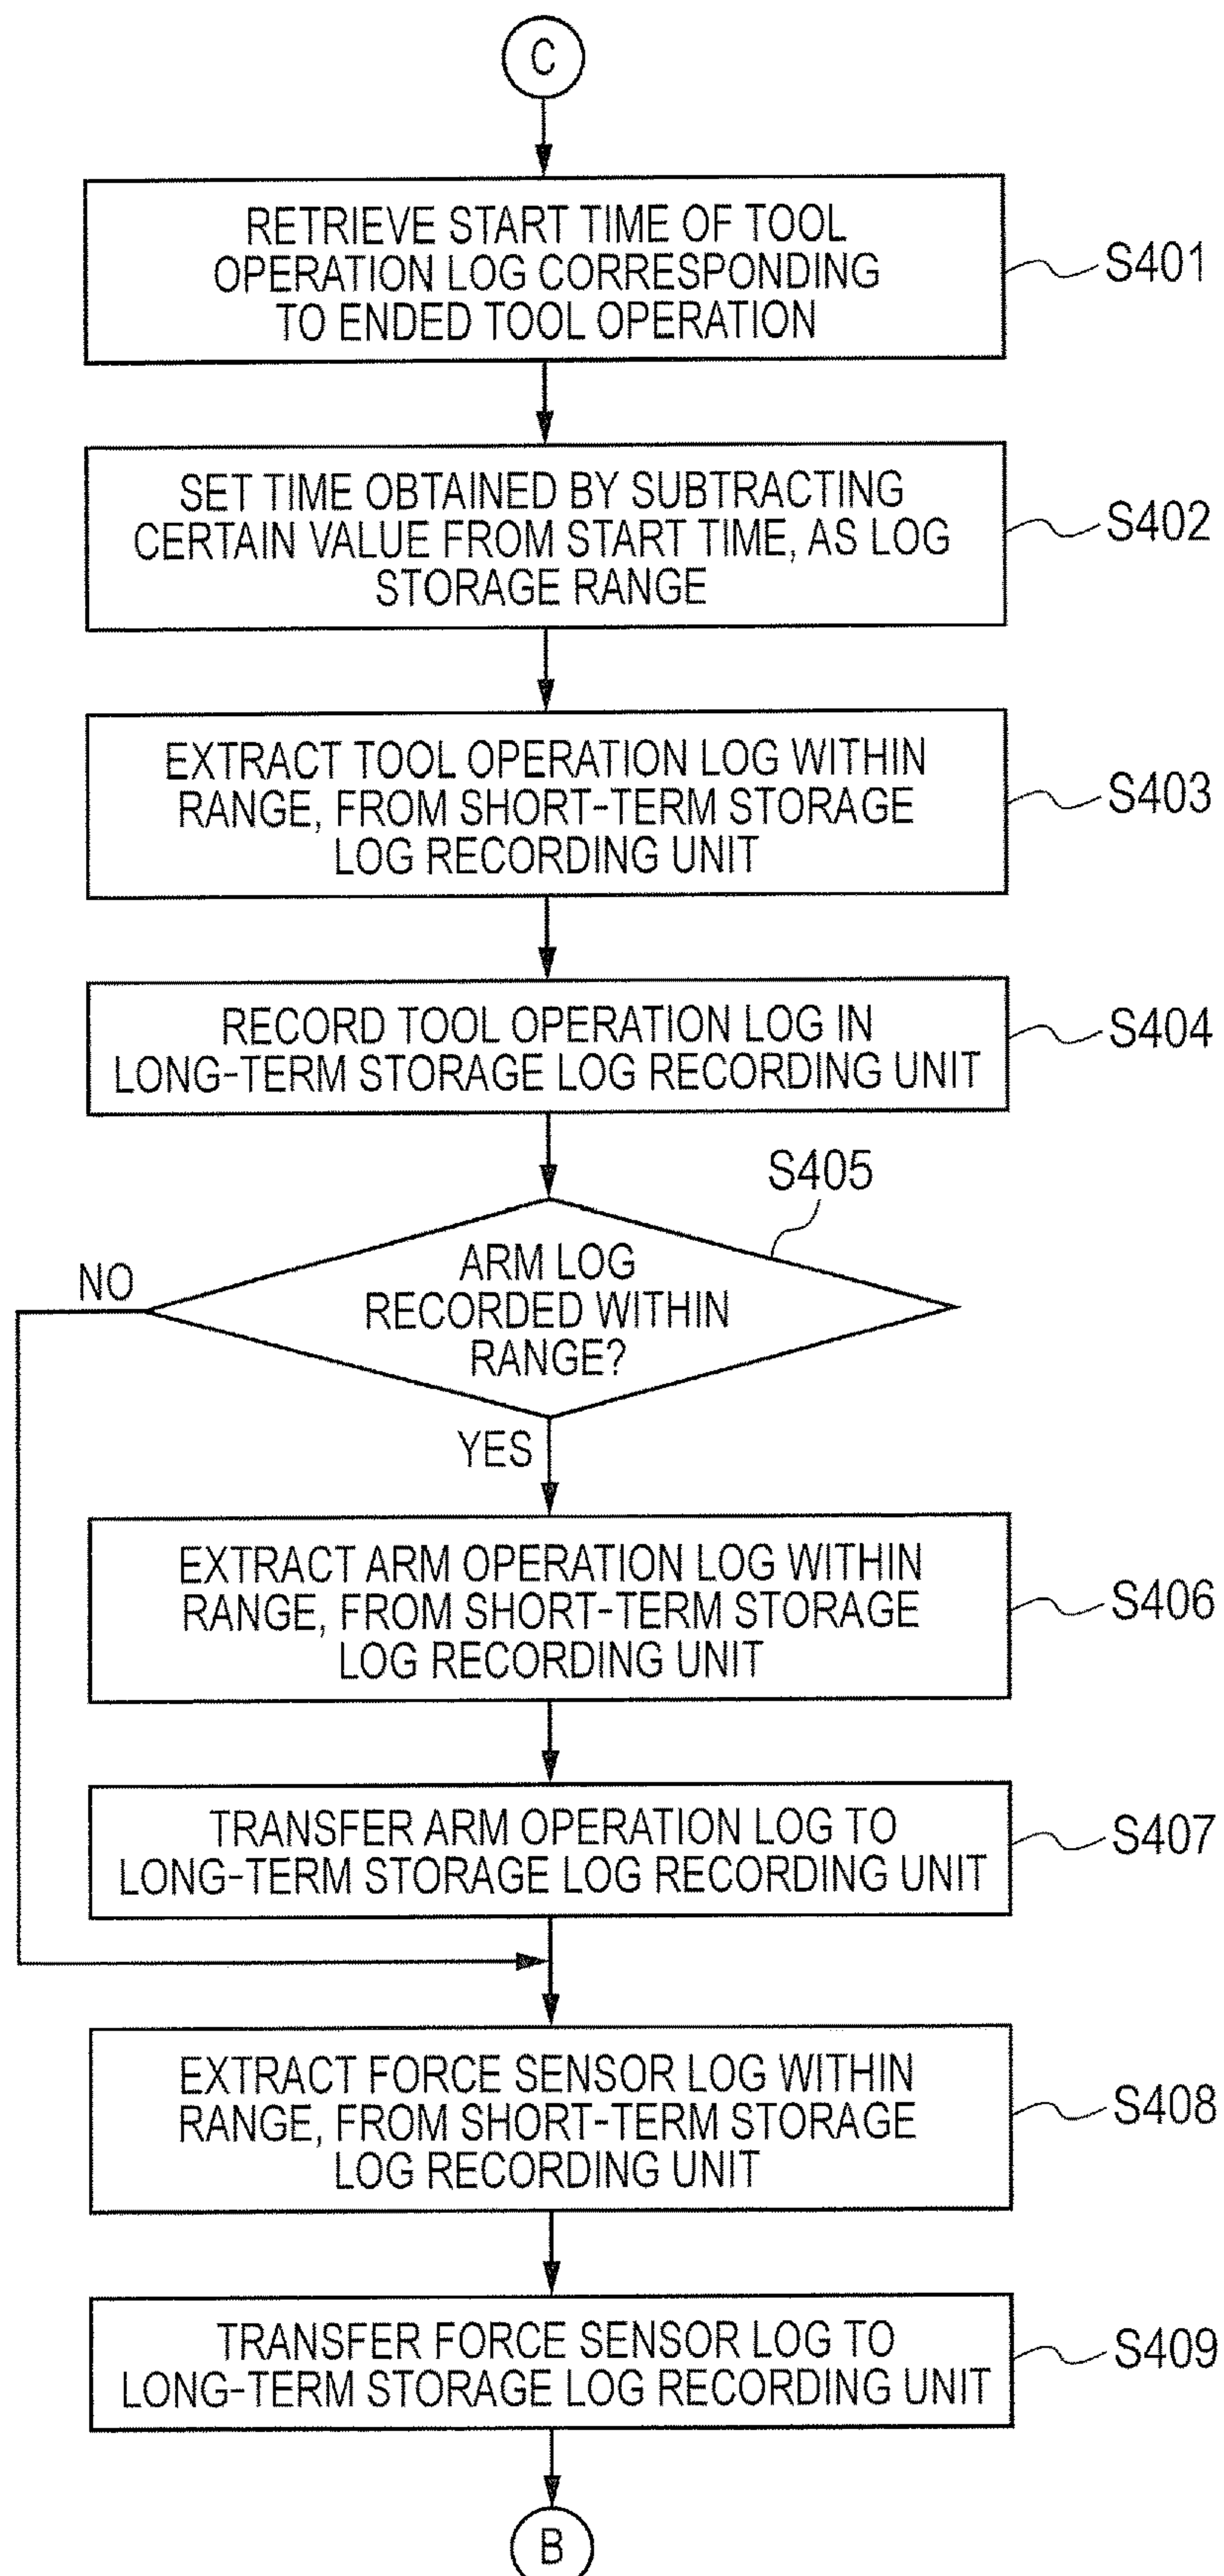 C
RETRIEVE START TIME OF TOOL
OPERATION LOG CORRESPONDING
TO ENDED TOOL OPERATION
S401
SET TIME OBTAINED BY SUBTRACTING
CERTAIN VALUE FROM START TIME, AS LOG
STORAGE RANGE
S402
EXTRACT TOOL OPERATION LOG WITHIN
RANGE, FROM SHORT-TERM STORAGE
LOG RECORDING UNIT
S403
RECORD TOOL OPERATION LOG IN
LONG-TERM STORAGE LOG RECORDING UNIT
S404
S405
ARM LOG
RECORDED WITHIN
RANGE?
NO
YES
EXTRACT ARM OPERATION LOG WITHIN
RANGE, FROM SHORT-TERM STORAGE
LOG RECORDING UNIT
S406
TRANSFER ARM OPERATION LOG TO
LONG-TERM STORAGE LOG RECORDING UNIT
S407
EXTRACT FORCE SENSOR LOG WITHIN
RANGE, FROM SHORT-TERM STORAGE
LOG RECORDING UNIT
S408
TRANSFER FORCE SENSOR LOG TO
LONG-TERM STORAGE LOG RECORDING UNIT
S409
B